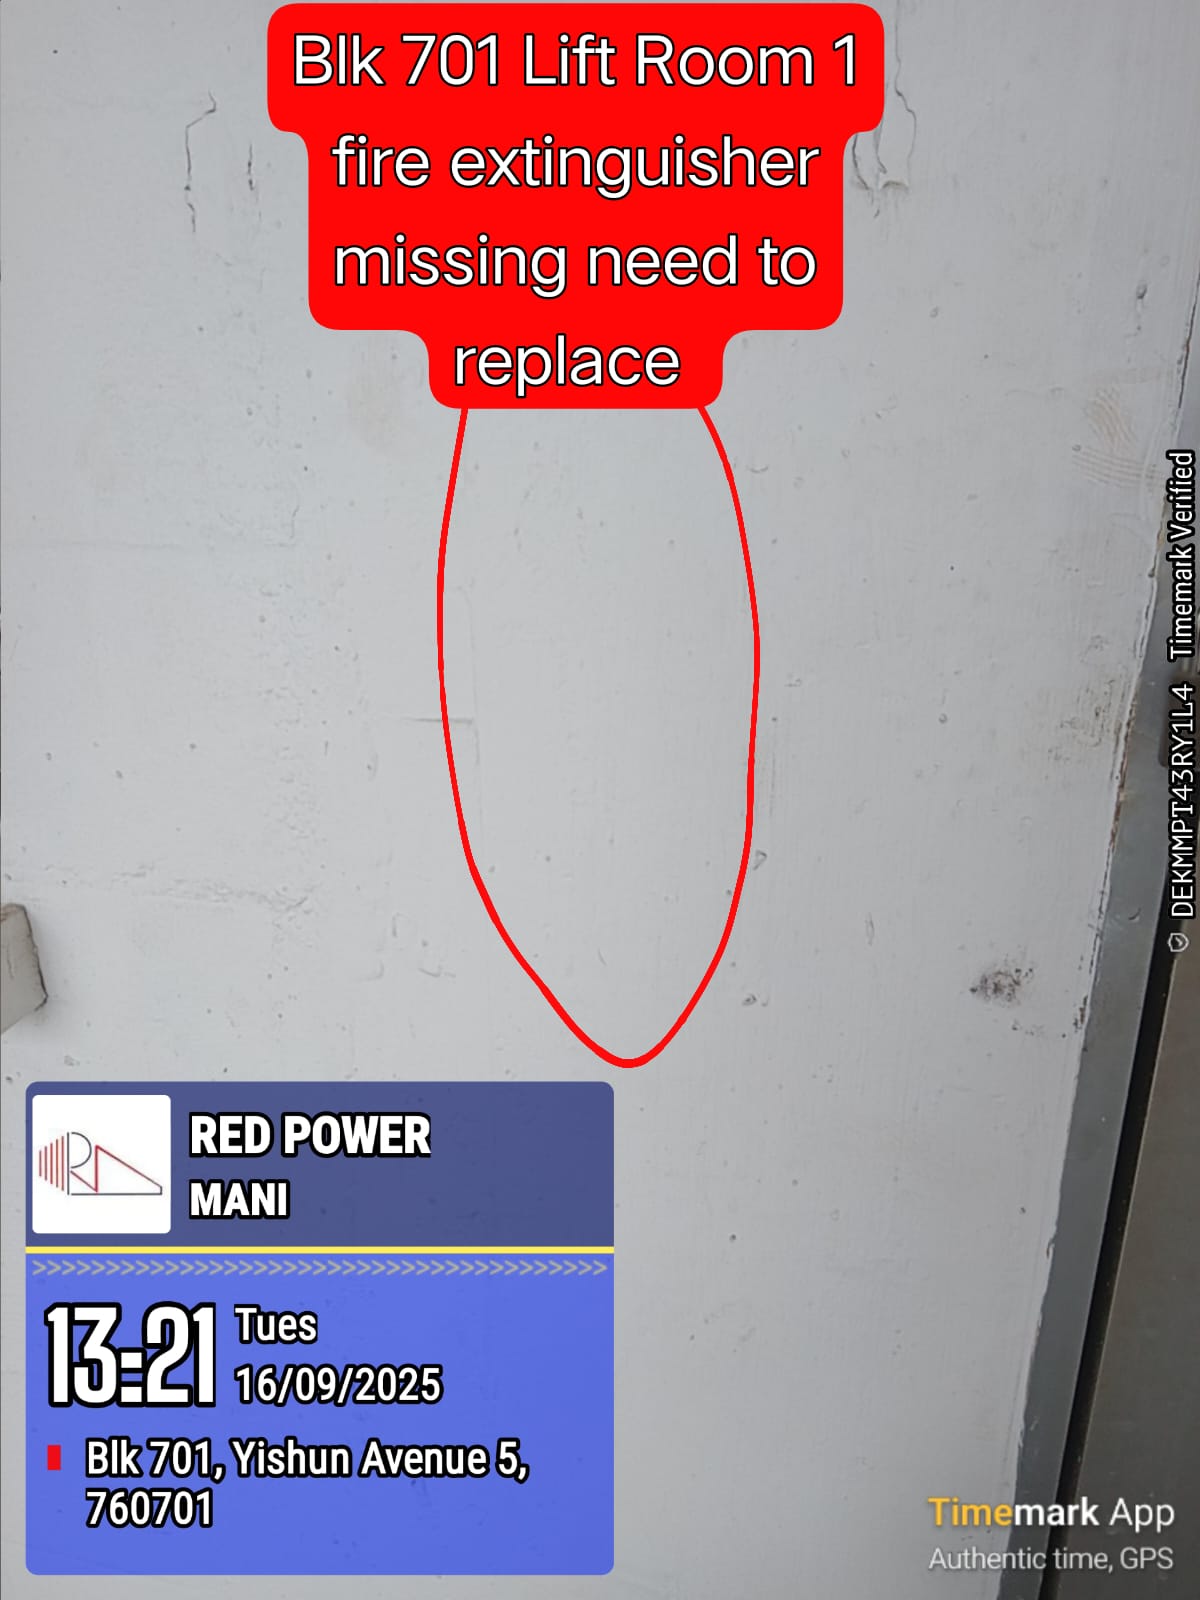 Blk 701 Lift Room 1
fire extinguisher
missing need to
replace
DEKMMPT43RY1L4 Timemark Verified
RED POWER
MANI
>>>>>>>>>>>>>>>>>>>>>>>>>>>>>>>>>>>>>>>
13:21
Tues
16/09/2025
Blk 701, Yishun Avenue 5,
760701
Timemark App
Authentic time, GPS